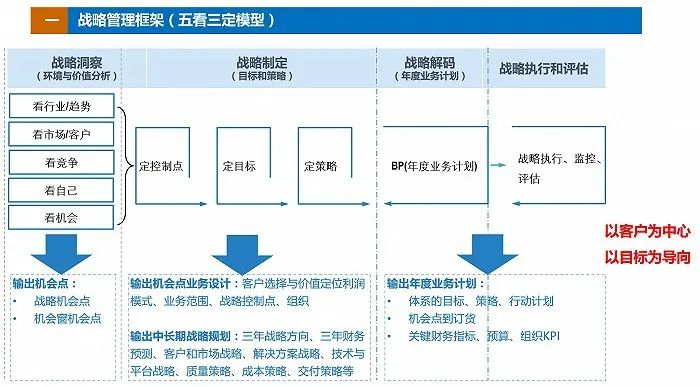 一 战略管理框架（五看三定模型）
战略洞察
（环境与价值分析）
战略制定
（目标和策略）
战略解码
（年度业务计划）
战略执行和评估
看行业/趋势
看市场/客户
看竞争
看自己
看机会
定控制点
定目标
定策略
BP(年度业务计划)
战略执行、监控、
评估
以客户为中心
以目标为导向
输出机会点：
• 战略机会点
• 机会窗机会点
输出机会点业务设计：客户选择与价值定位利润
模式、业务范围、战略控制点、组织
输出中长期战略规划：三年战略方向、三年财务
预测、客户和市场战略、解决方案战略、技术与
平台战略、质量策略、成本策略、交付策略等
输出年度业务计划：
• 体系的目标、策略、行动计划
• 机会点到订货
• 关键财务指标、预算、组织KPI